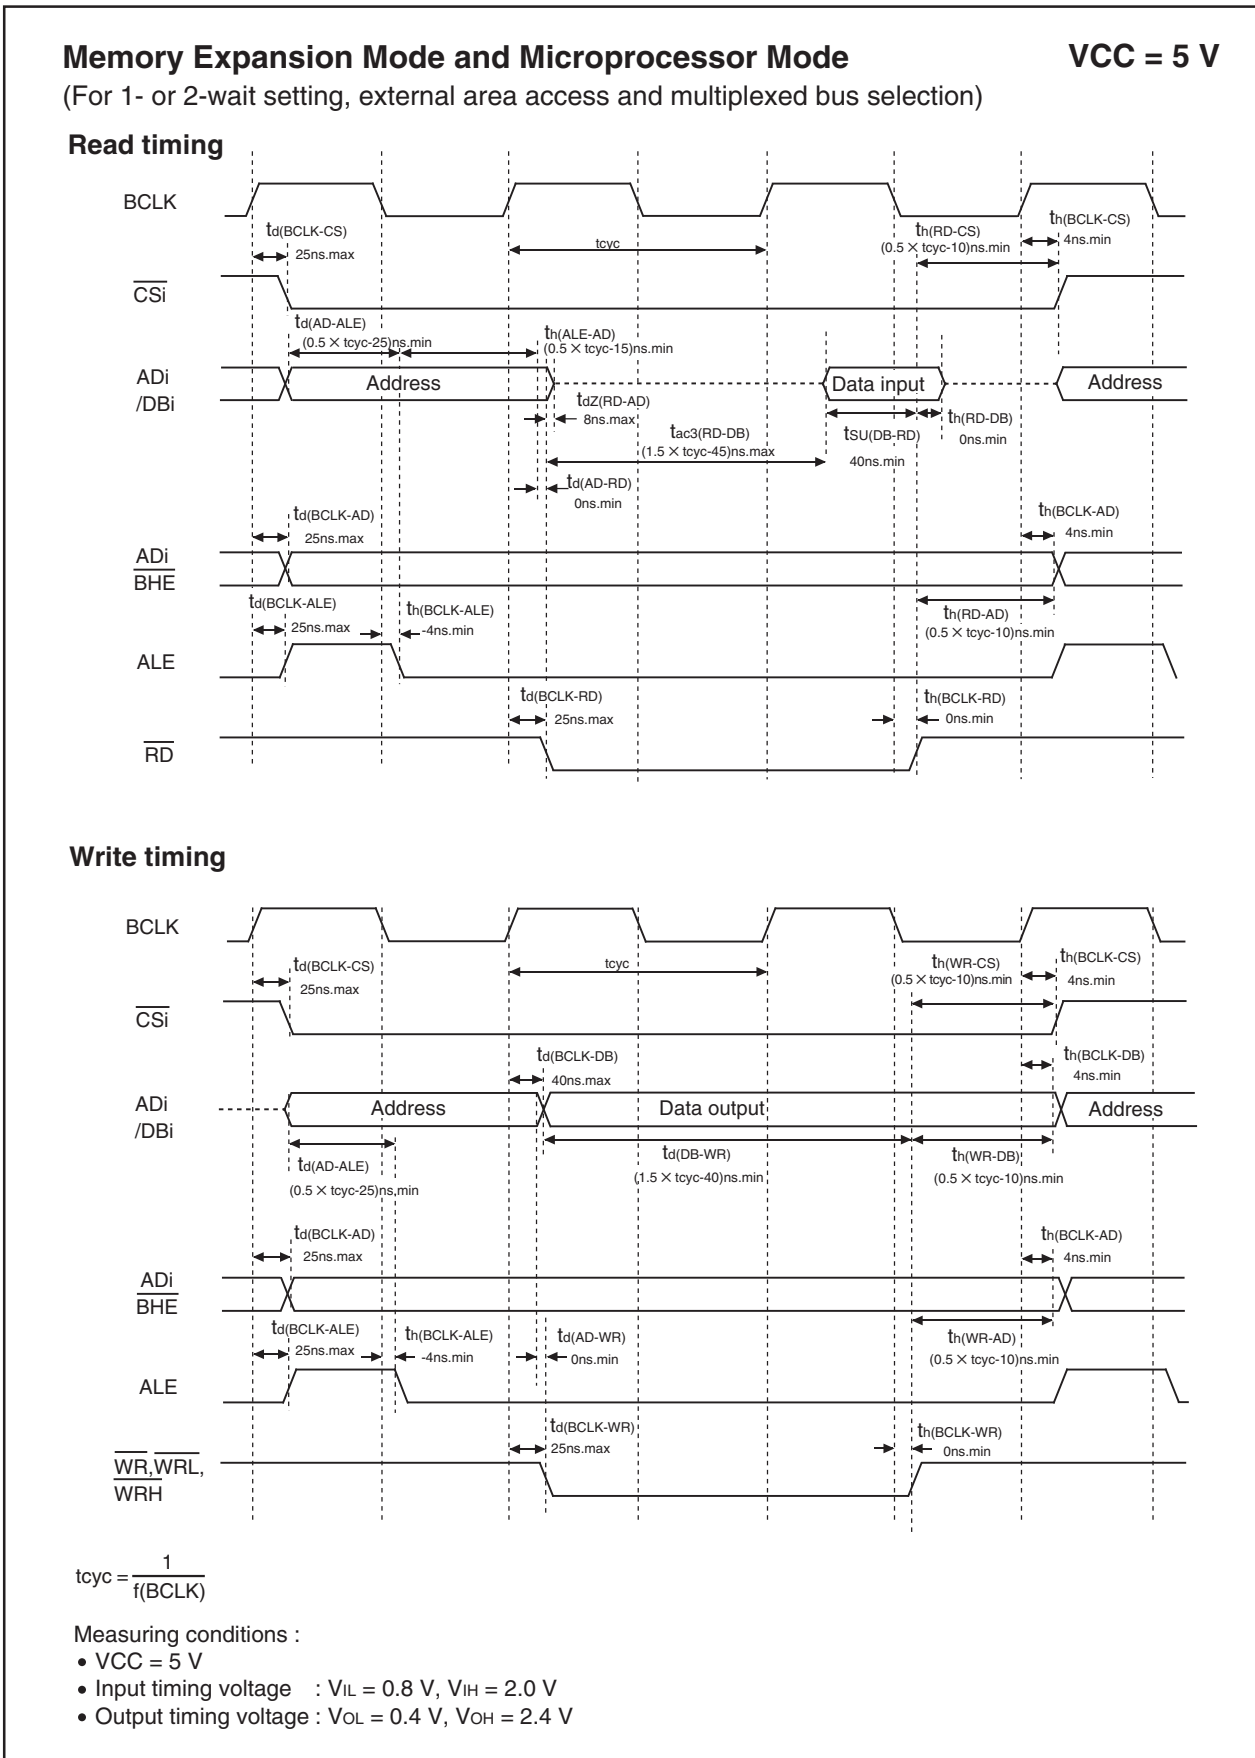 Memory Expansion Mode and Microprocessor Mode VCC = 5 V
(For 1- or 2-wait setting, external area access and multiplexed bus selection)
Read timing
BCLK
td(BCLK-CS)
25ns.max
tcyc
th(RD-CS)
(0.5 × tcyc-10)ns.min
th(BCLK-CS)
4ns.min
CSi
td(AD-ALE)
(0.5 × tcyc-25)ns.min
th(ALE-AD)
(0.5 × tcyc-15)ns.min
ADi
/DBi
Address
Data input
Address
tdZ(RD-AD)
8ns.max
tac3(RD-DB)
(1.5 × tcyc-45)ns.max
tSU(DB-RD)
40ns.min
th(RD-DB)
0ns.min
td(AD-RD)
0ns.min
td(BCLK-AD)
25ns.max
th(BCLK-AD)
4ns.min
ADi
BHE
td(BCLK-ALE)
25ns.max
th(BCLK-ALE)
-4ns.min
th(RD-AD)
(0.5 × tcyc-10)ns.min
ALE
td(BCLK-RD)
25ns.max
th(BCLK-RD)
0ns.min
RD
Write timing
BCLK
td(BCLK-CS)
25ns.max
tcyc
th(WR-CS)
(0.5 × tcyc-10)ns.min
th(BCLK-CS)
4ns.min
CSi
td(BCLK-DB)
40ns.max
th(BCLK-DB)
4ns.min
ADi
/DBi
Address
Data output
Address
td(AD-ALE)
(0.5 × tcyc-25)ns.min
td(DB-WR)
(1.5 × tcyc-40)ns.min
th(WR-DB)
(0.5 × tcyc-10)ns.min
td(BCLK-AD)
25ns.max
th(BCLK-AD)
4ns.min
ADi
BHE
td(BCLK-ALE)
25ns.max
th(BCLK-ALE)
-4ns.min
td(AD-WR)
0ns.min
th(WR-AD)
(0.5 × tcyc-10)ns.min
ALE
td(BCLK-WR)
25ns.max
th(BCLK-WR)
0ns.min
WR,WRL,
WRH
tcyc = 1
f(BCLK)
Measuring conditions :
• VCC = 5 V
• Input timing voltage : VIL = 0.8 V, VIH = 2.0 V
• Output timing voltage : VOL = 0.4 V, VOH = 2.4 V